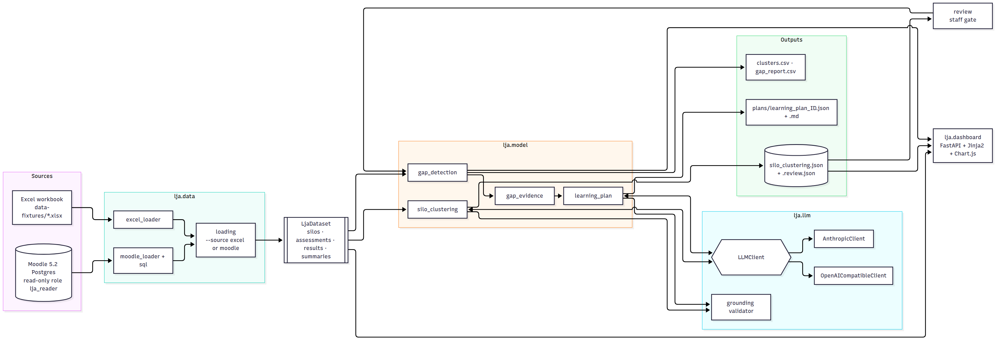 Sources
Excel workbook
data-
fixtures/*.xlsx
Moodle 5.2
Postgres
read-only role
lja_reader
lja.data
excel_loader
moodle_loader +
sql
loading
--source excel
or moodle
LjaDataset
silos ·
assessments ·
results ·
summaries
lja.model
gap_detection
silo_clustering
gap_evidence
learning_plan
Outputs
clusters.csv ·
gap_report.csv
plans/learning_plan_ID.json
+ .md
silo_clustering.json
+ .review.json
lja.llm
LLMClient
AnthropicClient
OpenAICompatibleClient
grounding
validator
review
staff gate
lja.dashboard
FastAPI + Jinja2
+ Chart.js